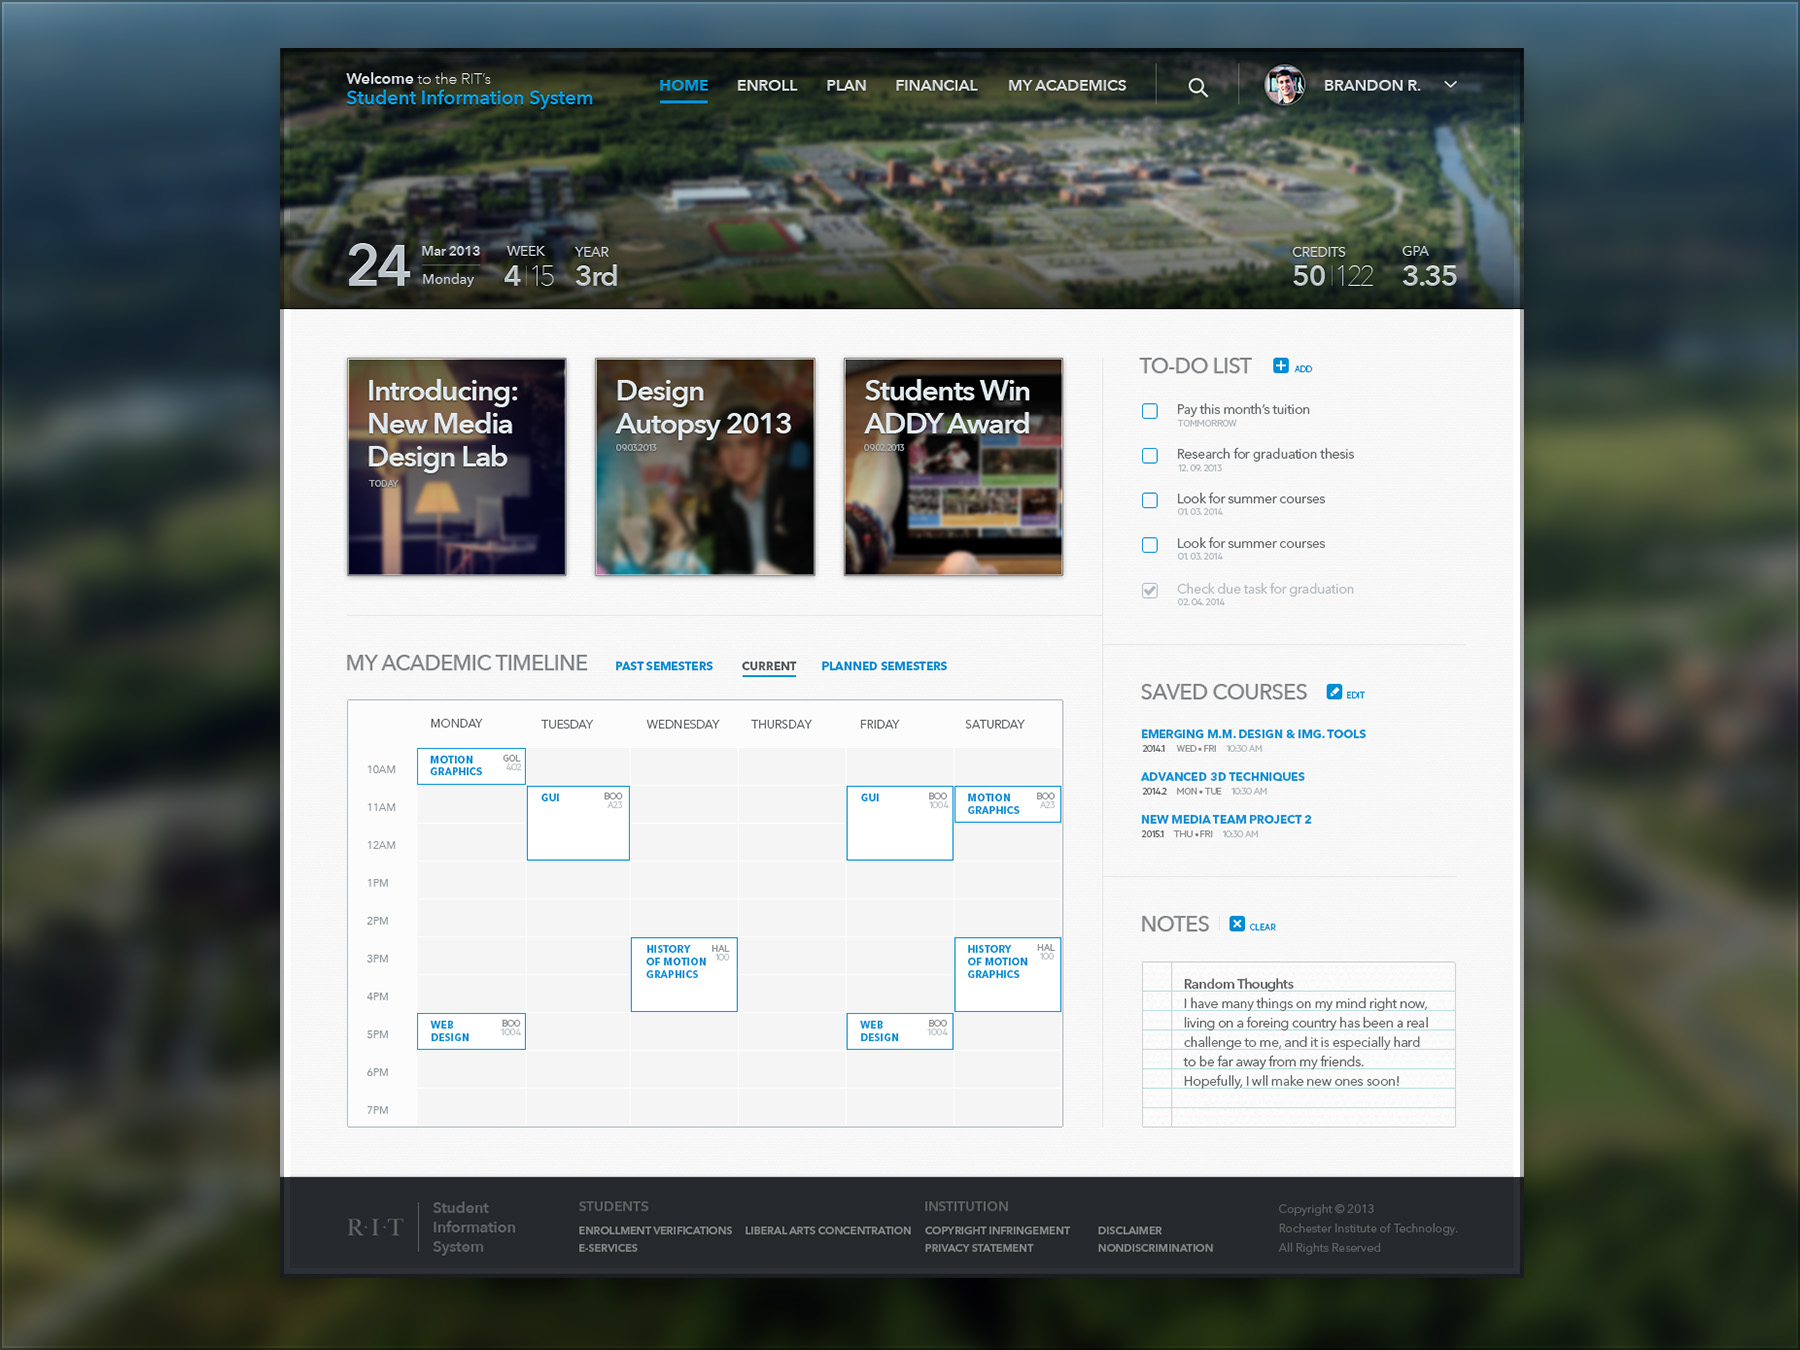 Welcome to the RIT's
Student Information System
HOME ENROLL PLAN FINANCIAL MY ACADEMICS BRANDON R.
24 Mar 2013 Monday
WEEK 4|15
YEAR 3rd
CREDITS 50|122
GPA 3.35
Introducing:
New Media
Design Lab
TODAY
Design
Autopsy 2013
09.03.2013
Students Win
ADDY Award
09.02.2013
TO-DO LIST ADD
Pay this month's tuition
TOMMORROW
Research for graduation thesis
12. 09. 2013
Look for summer courses
01. 03. 2014
Look for summer courses
01. 03. 2014
Check due task for graduation
02. 04. 2014
MY ACADEMIC TIMELINE PAST SEMESTERS CURRENT PLANNED SEMESTERS
MONDAY TUESDAY WEDNESDAY THURSDAY FRIDAY SATURDAY
10AM
MOTION GOL
GRAPHICS 402
11AM
GUI BOO
A23
GUI BOO
1004
MOTION BOO
GRAPHICS A23
12AM
1PM
2PM
3PM
HISTORY HAL
OF MOTION 100
GRAPHICS
HISTORY HAL
OF MOTION 100
GRAPHICS
4PM
5PM
WEB BOO
DESIGN 1004
WEB BOO
DESIGN 1004
6PM
7PM
SAVED COURSES EDIT
EMERGING M.M. DESIGN & IMG. TOOLS
2014.1 WED • FRI 10:30 AM
ADVANCED 3D TECHNIQUES
2014.2 MON • TUE 10:30 AM
NEW MEDIA TEAM PROJECT 2
2015.1 THU • FRI 10:30 AM
NOTES CLEAR
Random Thoughts
I have many things on my mind right now,
living on a foreing country has been a real
challenge to me, and it is especially hard
to be far away from my friends.
Hopefully, I wll make new ones soon!
R·I·T
Student
Information
System
STUDENTS
ENROLLMENT VERIFICATIONS LIBERAL ARTS CONCENTRATION
E-SERVICES
INSTITUTION
COPYRIGHT INFRINGEMENT DISCLAIMER
PRIVACY STATEMENT NONDISCRIMINATION
Copyright © 2013
Rochester Institute of Technology.
All Rights Reserved